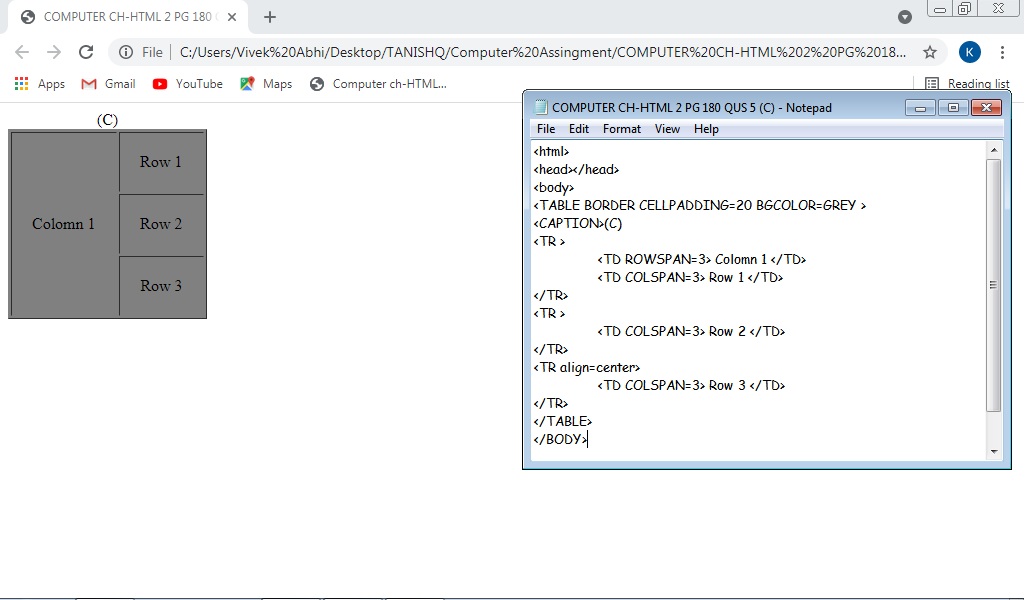 COMPUTER CH-HTML 2 PG 180
File C:/Users/Vivek%20Abhi/Desktop/TANISHQ/Computer%20Assingment/COMPUTER%20CH-HTML%202%20PG%2018...
K
Apps Gmail YouTube Maps Computer ch-HTML... Reading list
(C)
Colomn 1
Row 1
Row 2
Row 3
COMPUTER CH-HTML 2 PG 180 QUS 5 (C) - Notepad
File Edit Format View Help
<html>
<head></head>
<body>
<TABLE BORDER CELLPADDING=20 BGCOLOR=GREY >
<CAPTION>(C)
<TR >
<TD ROWSPAN=3> Colomn 1 </TD>
<TD COLSPAN=3> Row 1 </TD>
</TR>
<TR >
<TD COLSPAN=3> Row 2 </TD>
</TR>
<TR align=center>
<TD COLSPAN=3> Row 3 </TD>
</TR>
</TABLE>
</BODY>